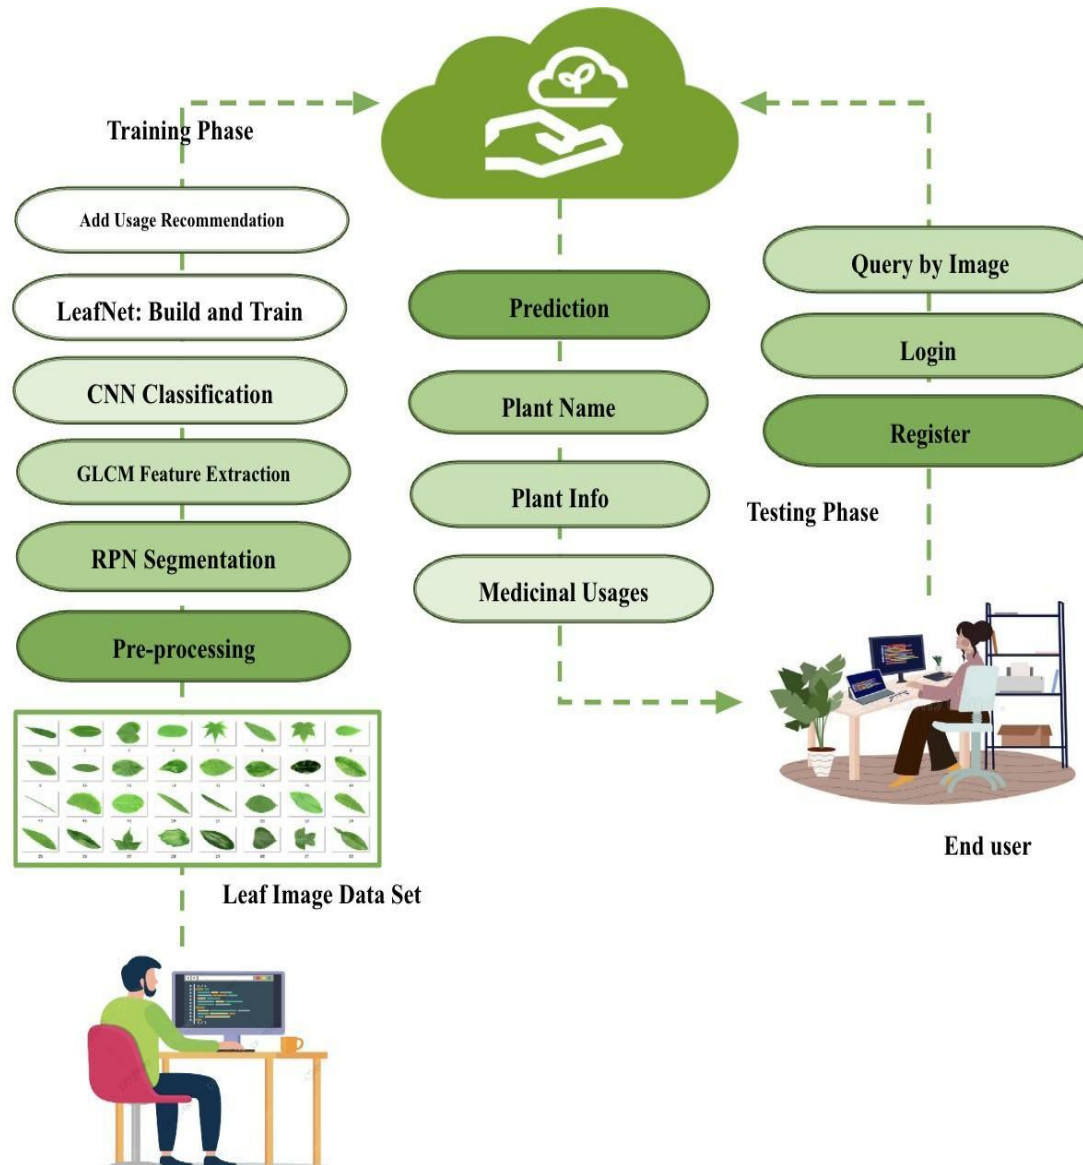 Training Phase
Add Usage Recommendation
LeafNet: Build and Train
CNN Classification
GLCM Feature Extraction
RPN Segmentation
Pre-processing
Leaf Image Data Set
Prediction
Plant Name
Plant Info
Medicinal Usages
Query by Image
Login
Register
Testing Phase
End user